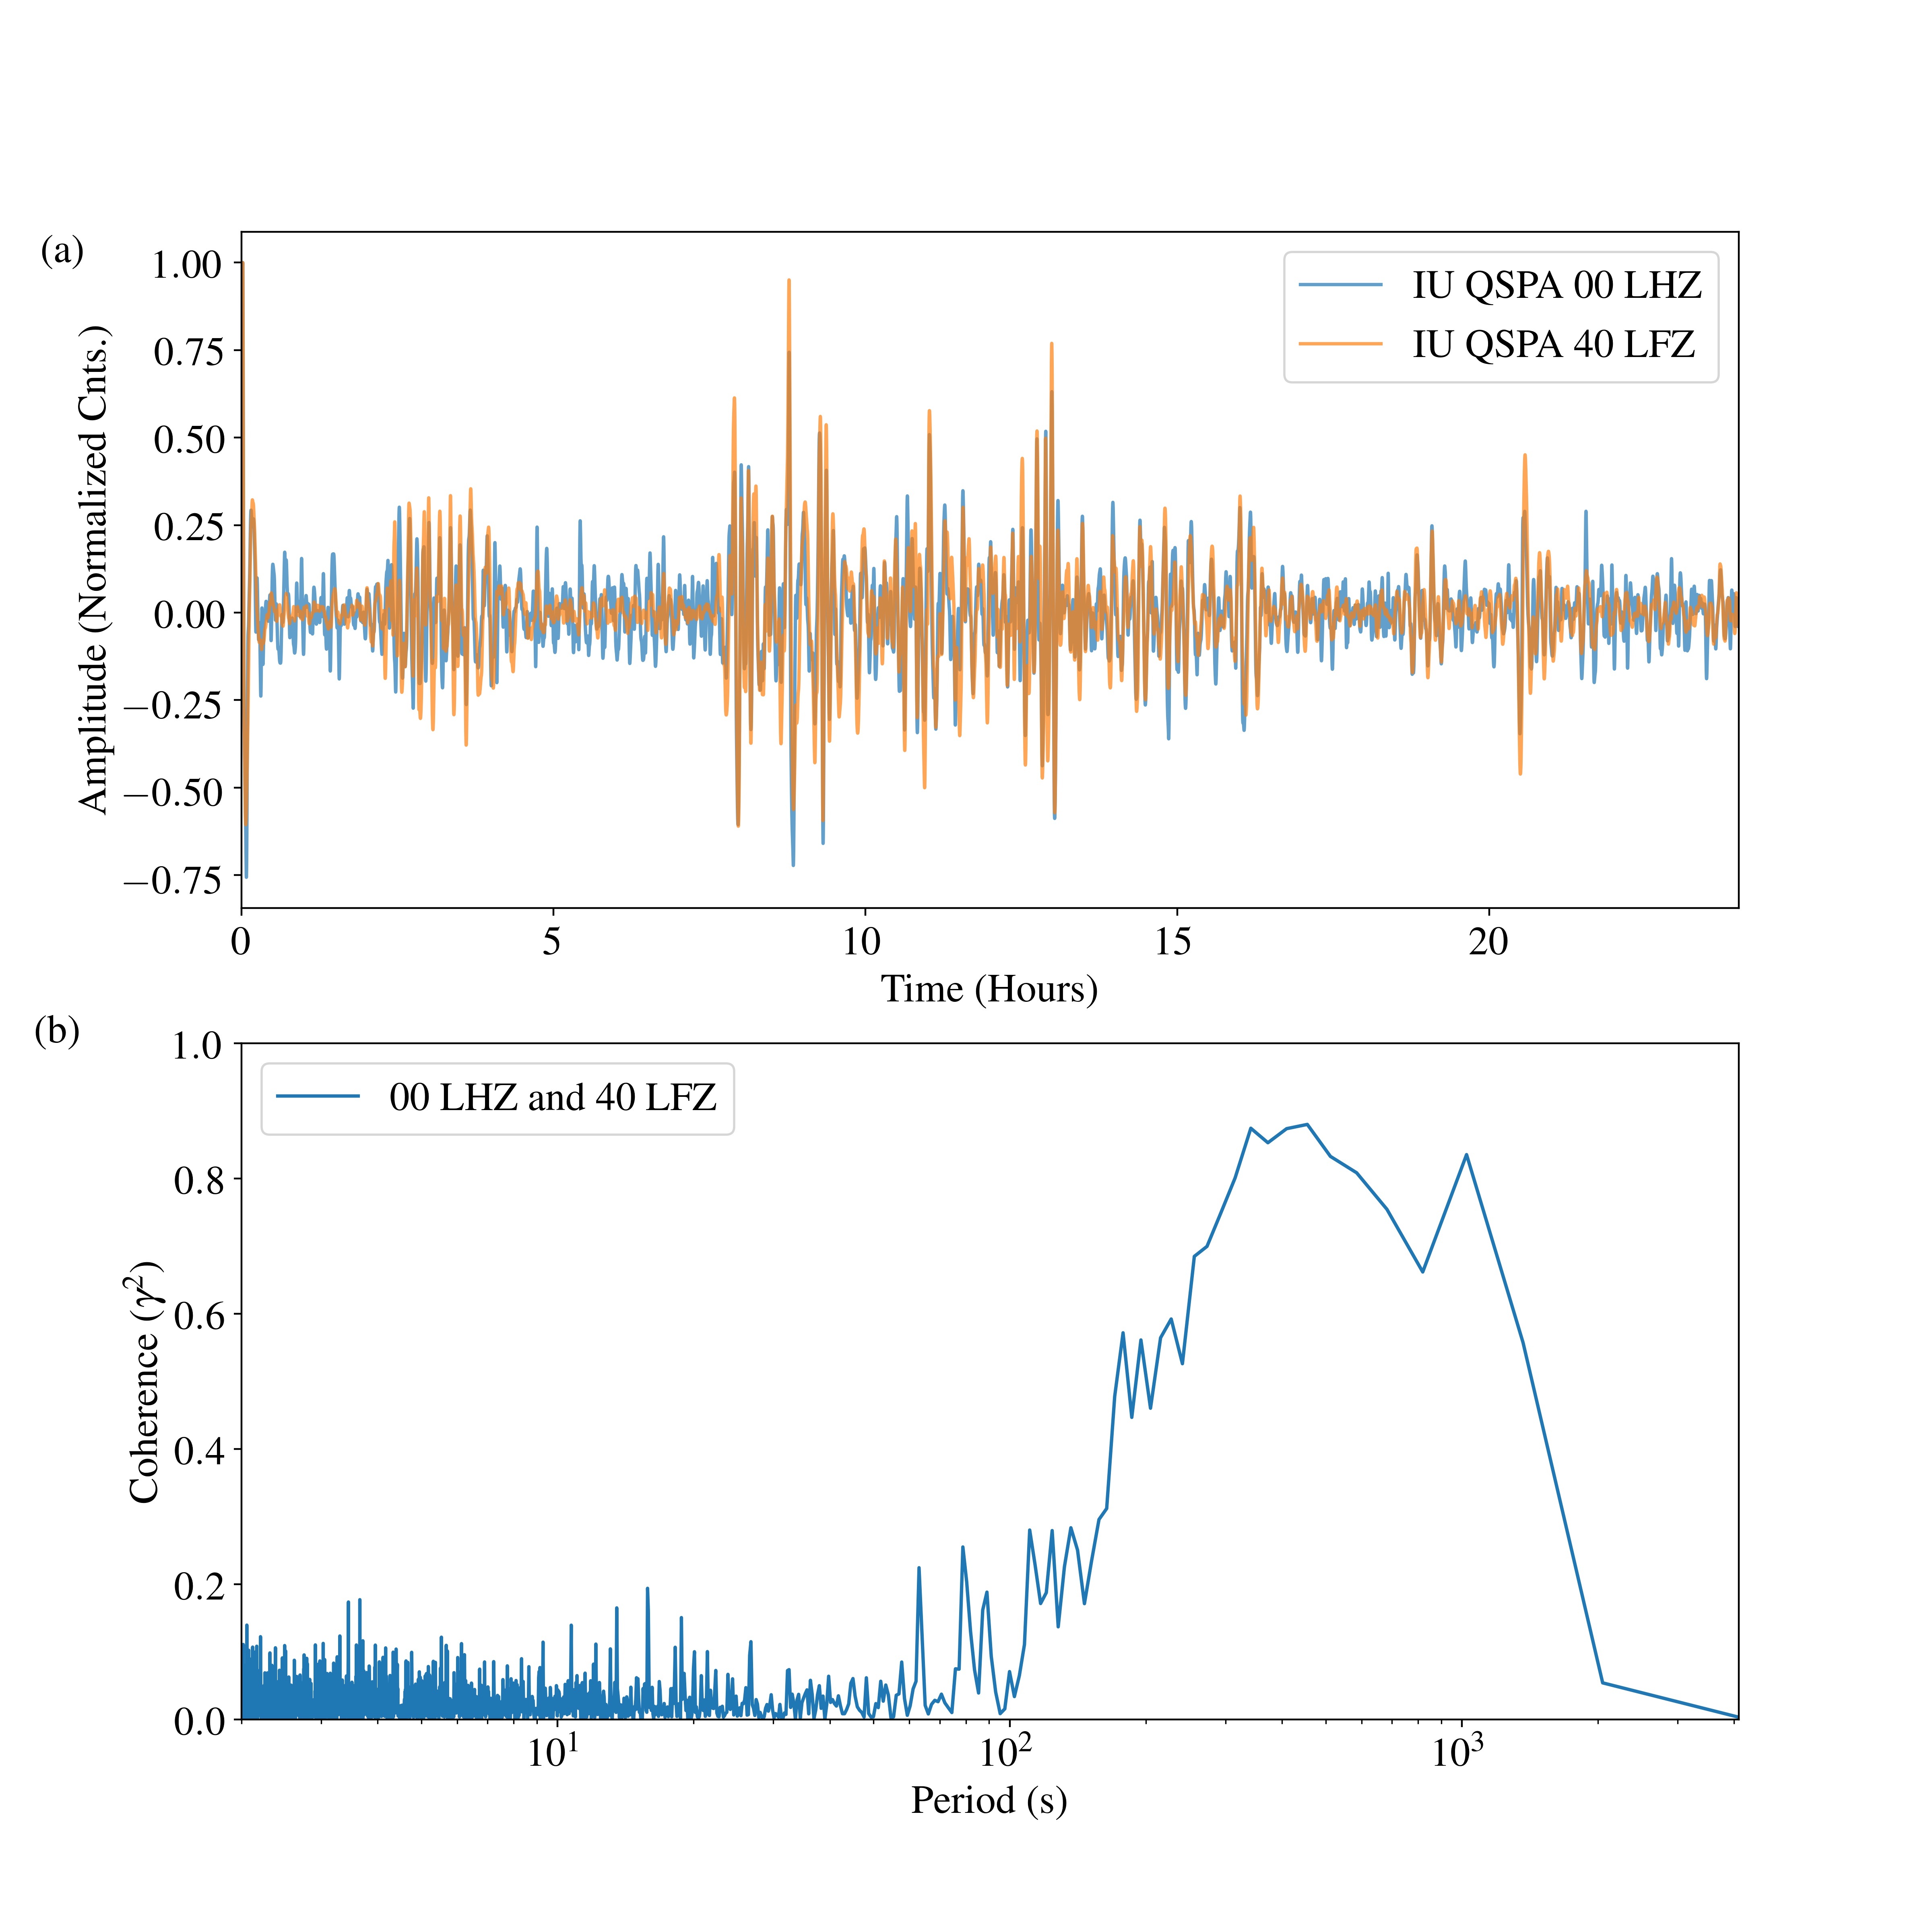 (a)
1.00
0.75
0.50
0.25
0.00
−0.25
−0.50
−0.75
Amplitude (Normalized Cnts.)
IU QSPA 00 LHZ
IU QSPA 40 LFZ
0 5 10 15 20
Time (Hours)
(b)
1.0
0.8
0.6
0.4
0.2
0.0
Coherence (γ²)
00 LHZ and 40 LFZ
10¹ 10² 10³
Period (s)